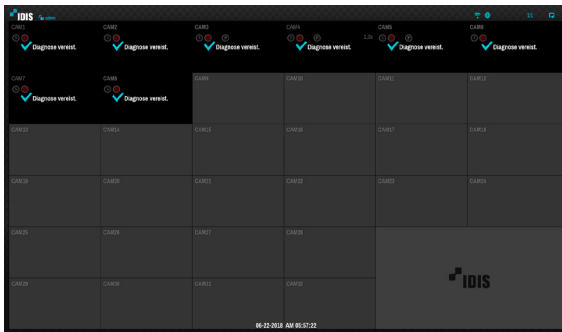 IDIS admin
CAM1 CAM2 CAM3 CAM4 CAM5 CAM6
1.3x
Diagnose vereist. Diagnose vereist. Diagnose vereist. Diagnose vereist. Diagnose vereist. Diagnose vereist.
CAM7 CAM8 CAM9 CAM10 CAM11 CAM12
Diagnose vereist. Diagnose vereist.
CAM13 CAM14 CAM15 CAM16 CAM17 CAM18
CAM19 CAM20 CAM21 CAM22 CAM23 CAM24
CAM25 CAM26 CAM27 CAM28
IDIS
CAM29 CAM30 CAM31 CAM32
06-22-2018 AM 05:57:22